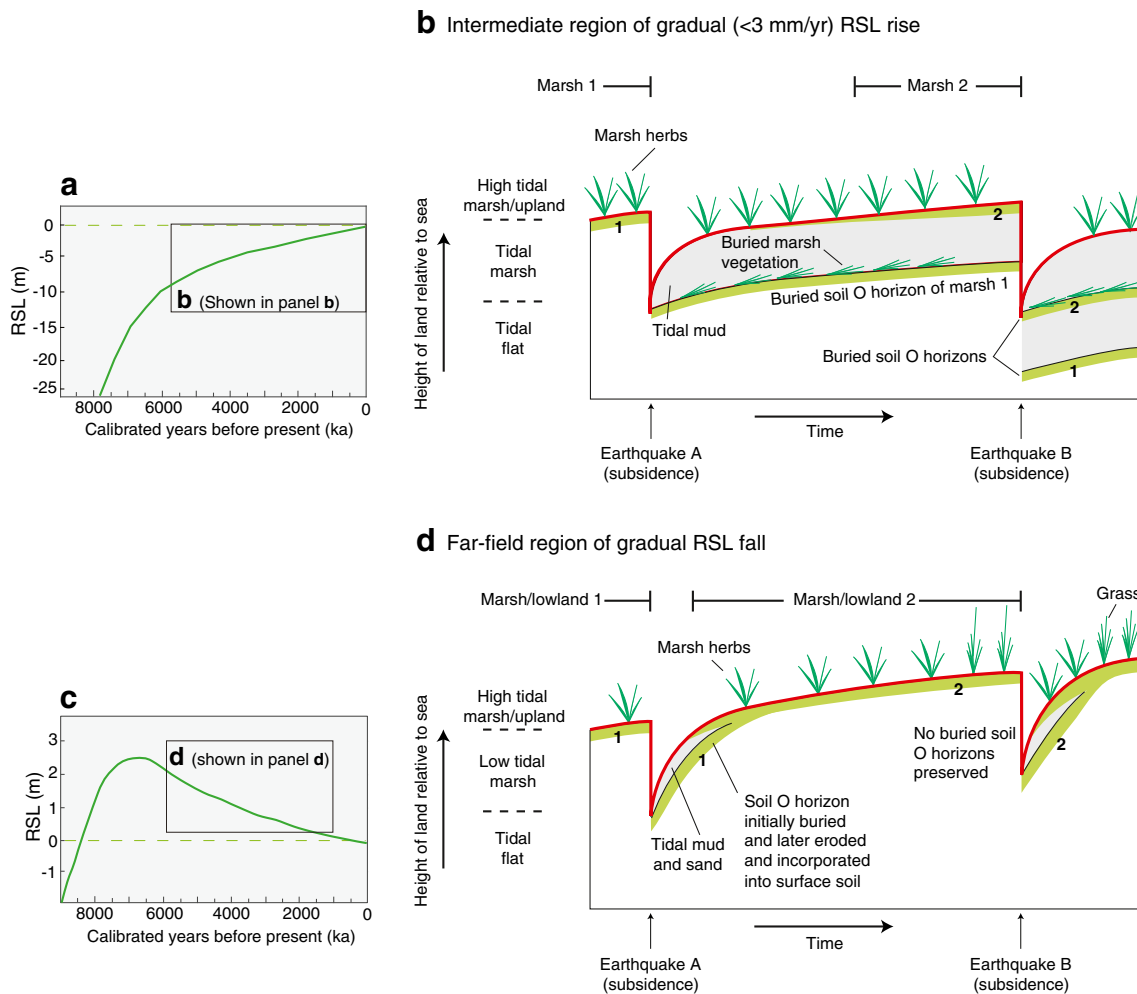 a
RSL (m)
0
-5
-10
-15
-20
-25
b (Shown in panel b)
8000 6000 4000 2000 0
Calibrated years before present (ka)
b Intermediate region of gradual (<3 mm/yr) RSL rise
Marsh 1
Marsh 2
Marsh herbs
Height of land relative to sea
High tidal
marsh/upland
Tidal
marsh
Tidal
flat
1
2
Buried marsh
vegetation
Buried soil O horizon of marsh 1
Tidal mud
2
Buried soil O horizons
1
Time
Earthquake A
(subsidence)
Earthquake B
(subsidence)
c
RSL (m)
3
2
1
0
-1
d (shown in panel d)
8000 6000 4000 2000 0
Calibrated years before present (ka)
d Far-field region of gradual RSL fall
Marsh/lowland 1
Marsh/lowland 2
Grass
Marsh herbs
Height of land relative to sea
High tidal
marsh/upland
Low tidal
marsh
Tidal
flat
1
2
1
No buried soil
O horizons
preserved
2
Tidal mud
and sand
Soil O horizon
initially buried
and later eroded
and incorporated
into surface soil
Time
Earthquake A
(subsidence)
Earthquake B
(subsidence)